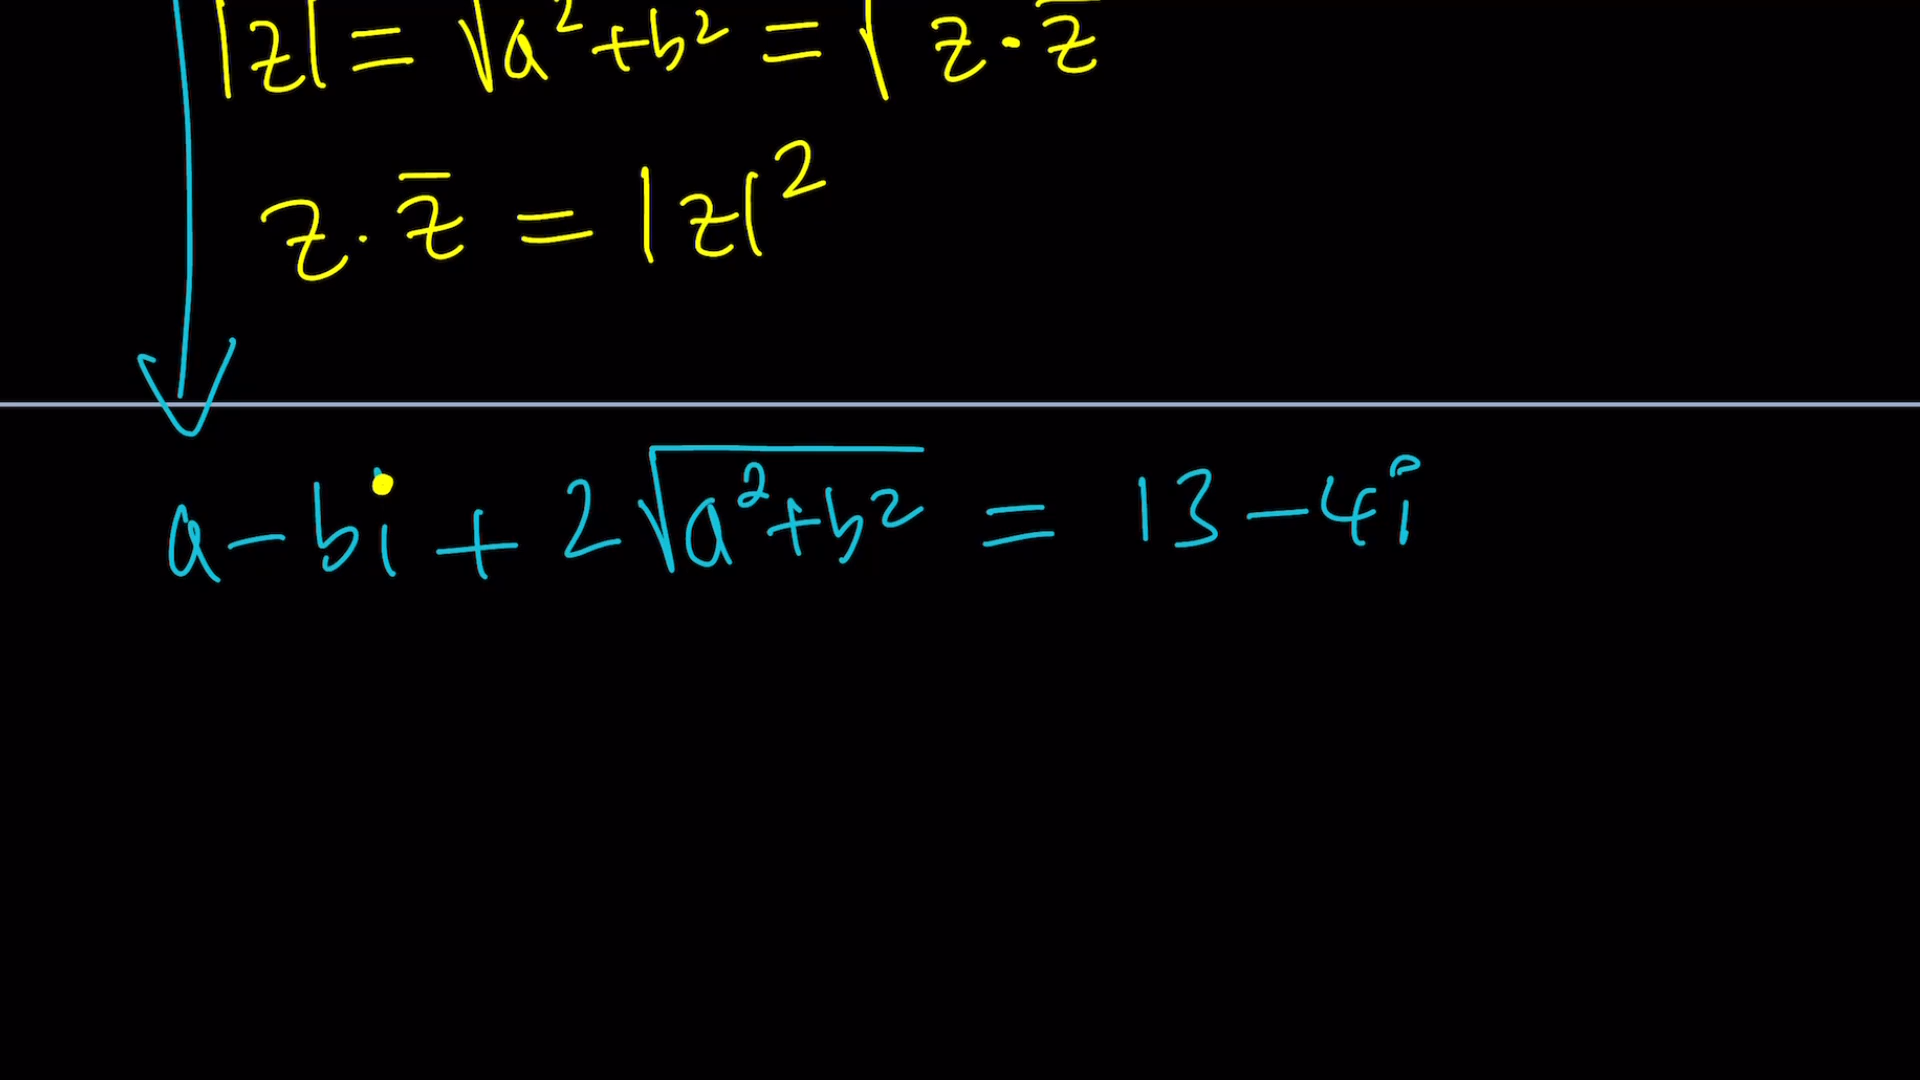 |z| = √a²+b² = √z·z̅
z·z̅ = |z|²
a-bi+2√a²+b² = 13-4i